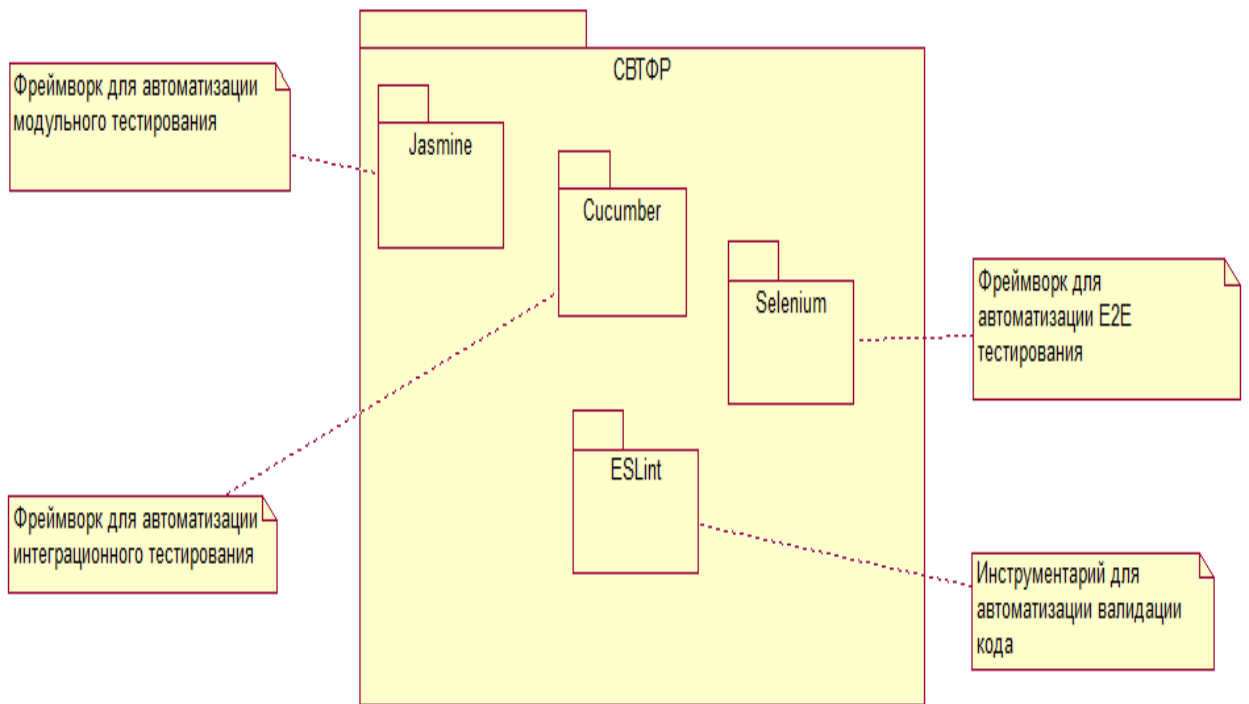 СВТФР
Фреймворк для автоматизации
модульного тестирования
Jasmine
Cucumber
Selenium
Фреймворк для
автоматизации E2E
тестирования
ESLint
Фреймворк для автоматизации
интеграционного тестирования
Инструментарий для
автоматизации валидации
кода